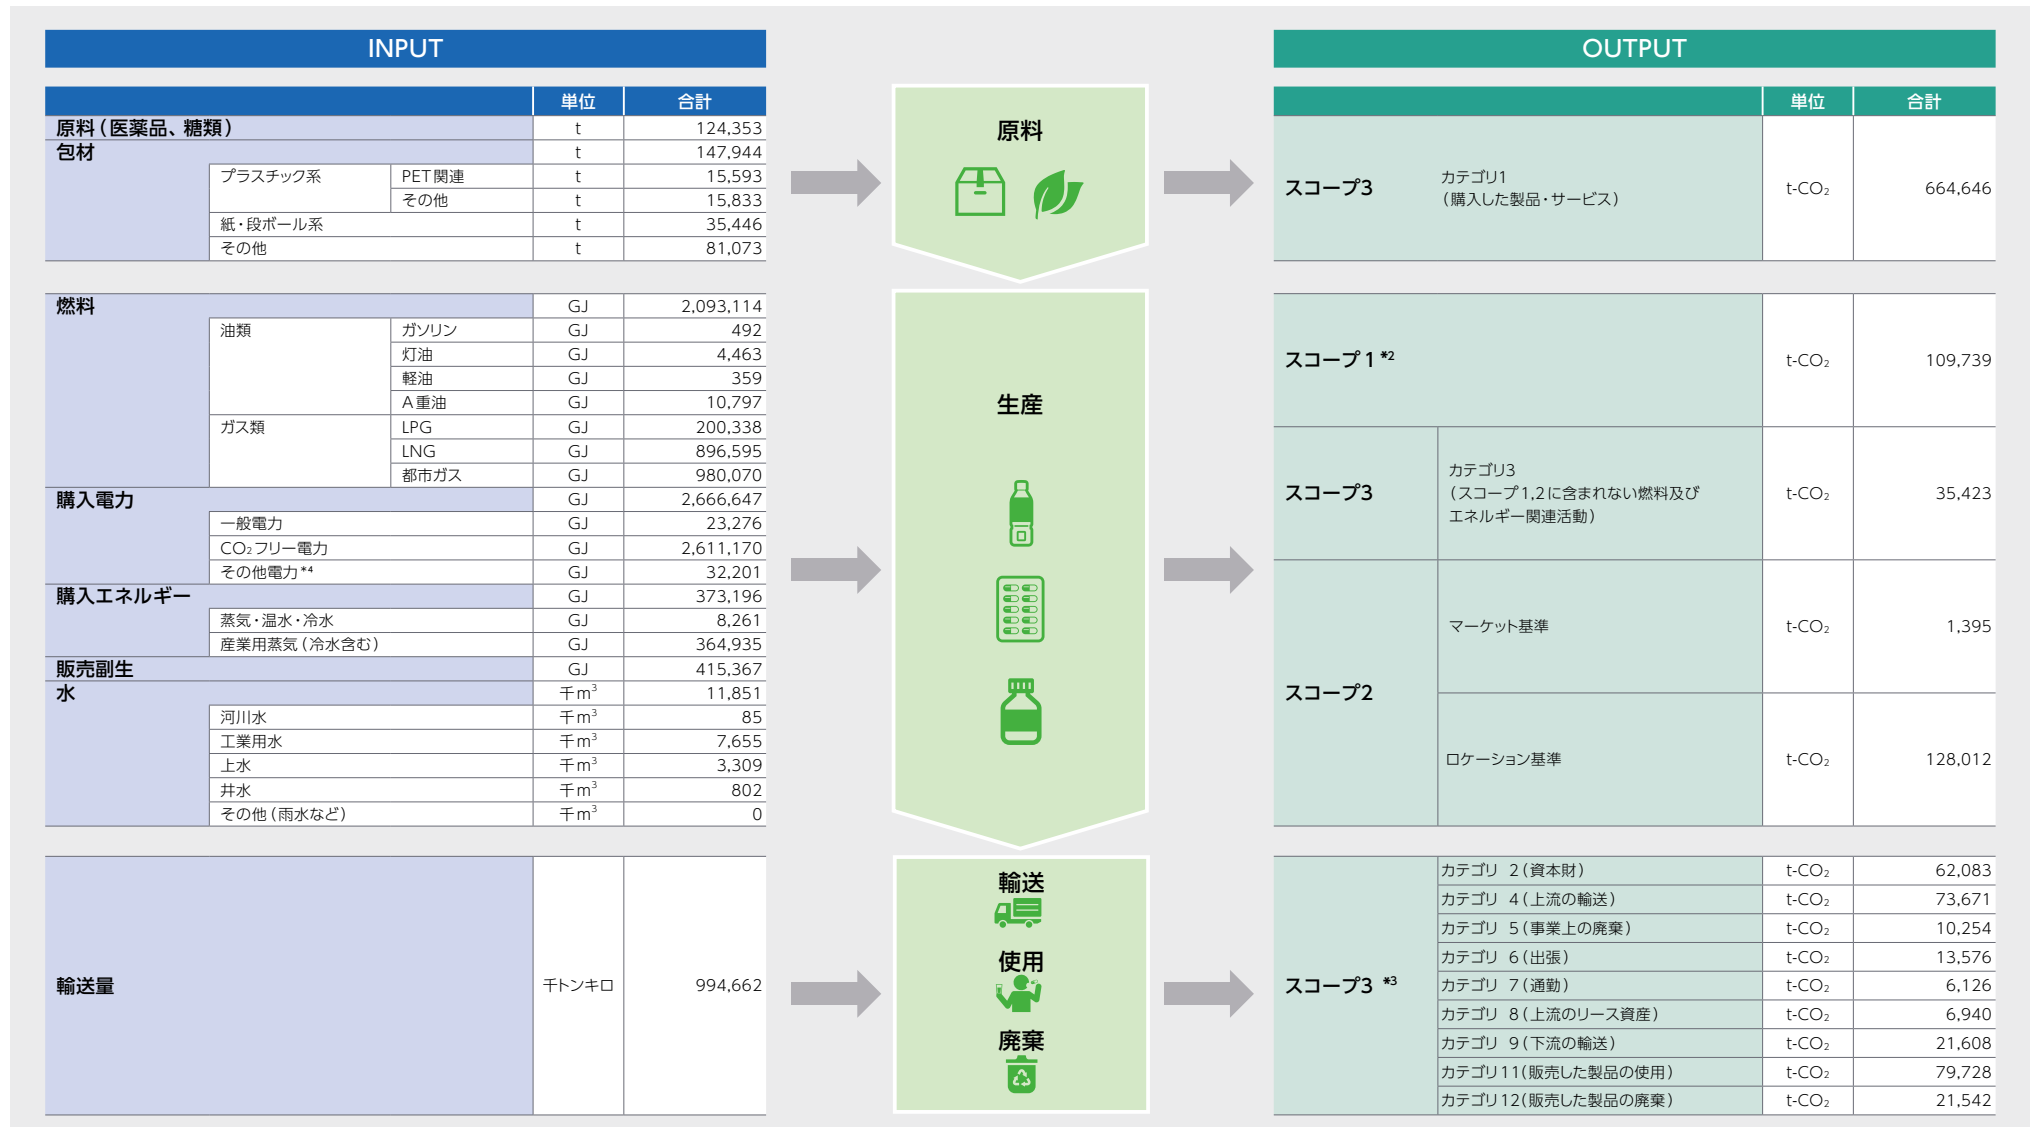 INPUT
単位 合計
原料（医薬品、糖類） t 124,353
包材 t 147,944
プラスチック系 PET関連 t 15,593
その他 t 15,833
紙・段ボール系 t 35,446
その他 t 81,073
燃料 GJ 2,093,114
油類 ガソリン GJ 492
灯油 GJ 4,463
軽油 GJ 359
A重油 GJ 10,797
ガス類 LPG GJ 200,338
LNG GJ 896,595
都市ガス GJ 980,070
購入電力 GJ 2,666,647
一般電力 GJ 23,276
CO₂フリー電力 GJ 2,611,170
その他電力*4 GJ 32,201
購入エネルギー GJ 373,196
蒸気・温水・冷水 GJ 8,261
産業用蒸気（冷水含む） GJ 364,935
販売副生 GJ 415,367
水 千m³ 11,851
河川水 千m³ 85
工業用水 千m³ 7,655
上水 千m³ 3,309
井水 千m³ 802
その他（雨水など） 千m³ 0
輸送量 千トンキロ 994,662
原料
生産
輸送
使用
廃棄
OUTPUT
単位 合計
スコープ3 カテゴリ1
（購入した製品・サービス） t-CO₂ 664,646
スコープ1*2 t-CO₂ 109,739
スコープ3 カテゴリ3
（スコープ1,2に含まれない燃料及び
エネルギー関連活動） t-CO₂ 35,423
スコープ2 マーケット基準 t-CO₂ 1,395
ロケーション基準 t-CO₂ 128,012
スコープ3 *3
カテゴリ 2（資本財） t-CO₂ 62,083
カテゴリ 4（上流の輸送） t-CO₂ 73,671
カテゴリ 5（事業上の廃棄） t-CO₂ 10,254
カテゴリ 6（出張） t-CO₂ 13,576
カテゴリ 7（通勤） t-CO₂ 6,126
カテゴリ 8（上流のリース資産） t-CO₂ 6,940
カテゴリ 9（下流の輸送） t-CO₂ 21,608
カテゴリ11（販売した製品の使用） t-CO₂ 79,728
カテゴリ12（販売した製品の廃棄） t-CO₂ 21,542